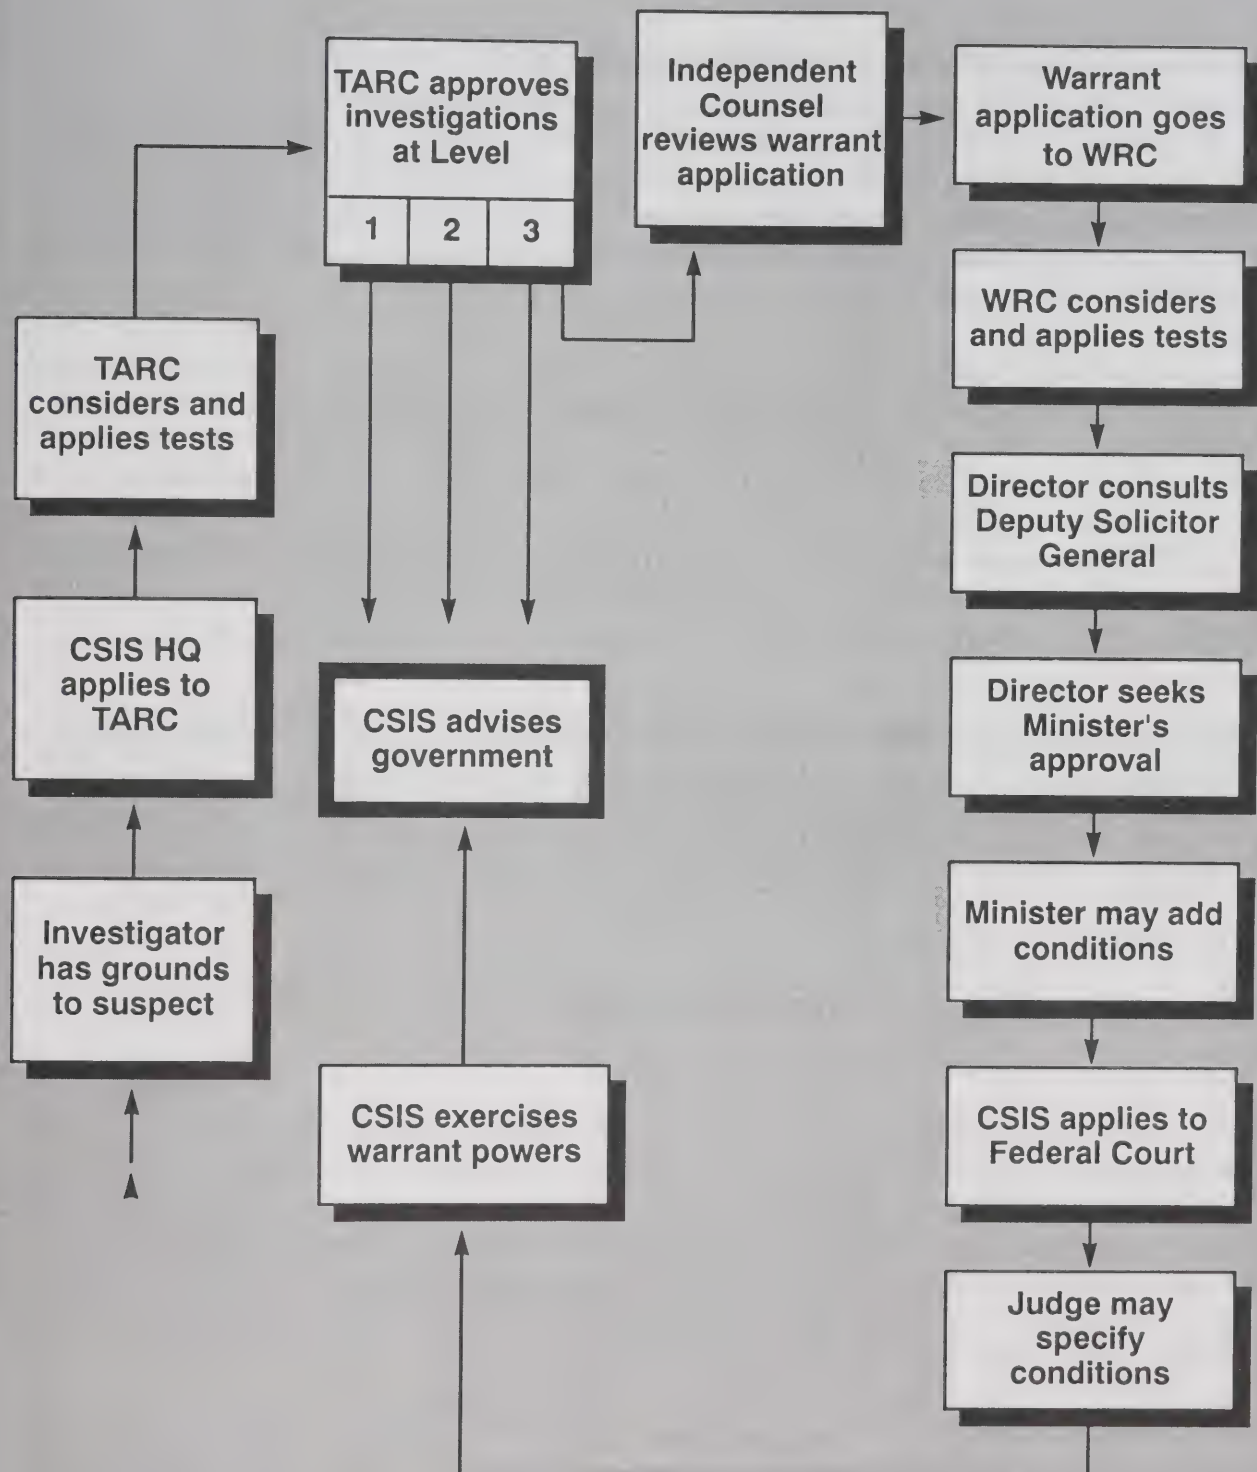 TARC approves
investigations
at Level
1 2 3
Independent
Counsel
reviews warrant
application
Warrant
application goes
to WRC
TARC
considers and
applies tests
WRC considers
and applies tests
Director consults
Deputy Solicitor
General
CSIS HQ
applies to
TARC
CSIS advises
government
Director seeks
Minister's
approval
Investigator
has grounds
to suspect
Minister may add
conditions
CSIS exercises
warrant powers
CSIS applies to
Federal Court
Judge may
specify
conditions